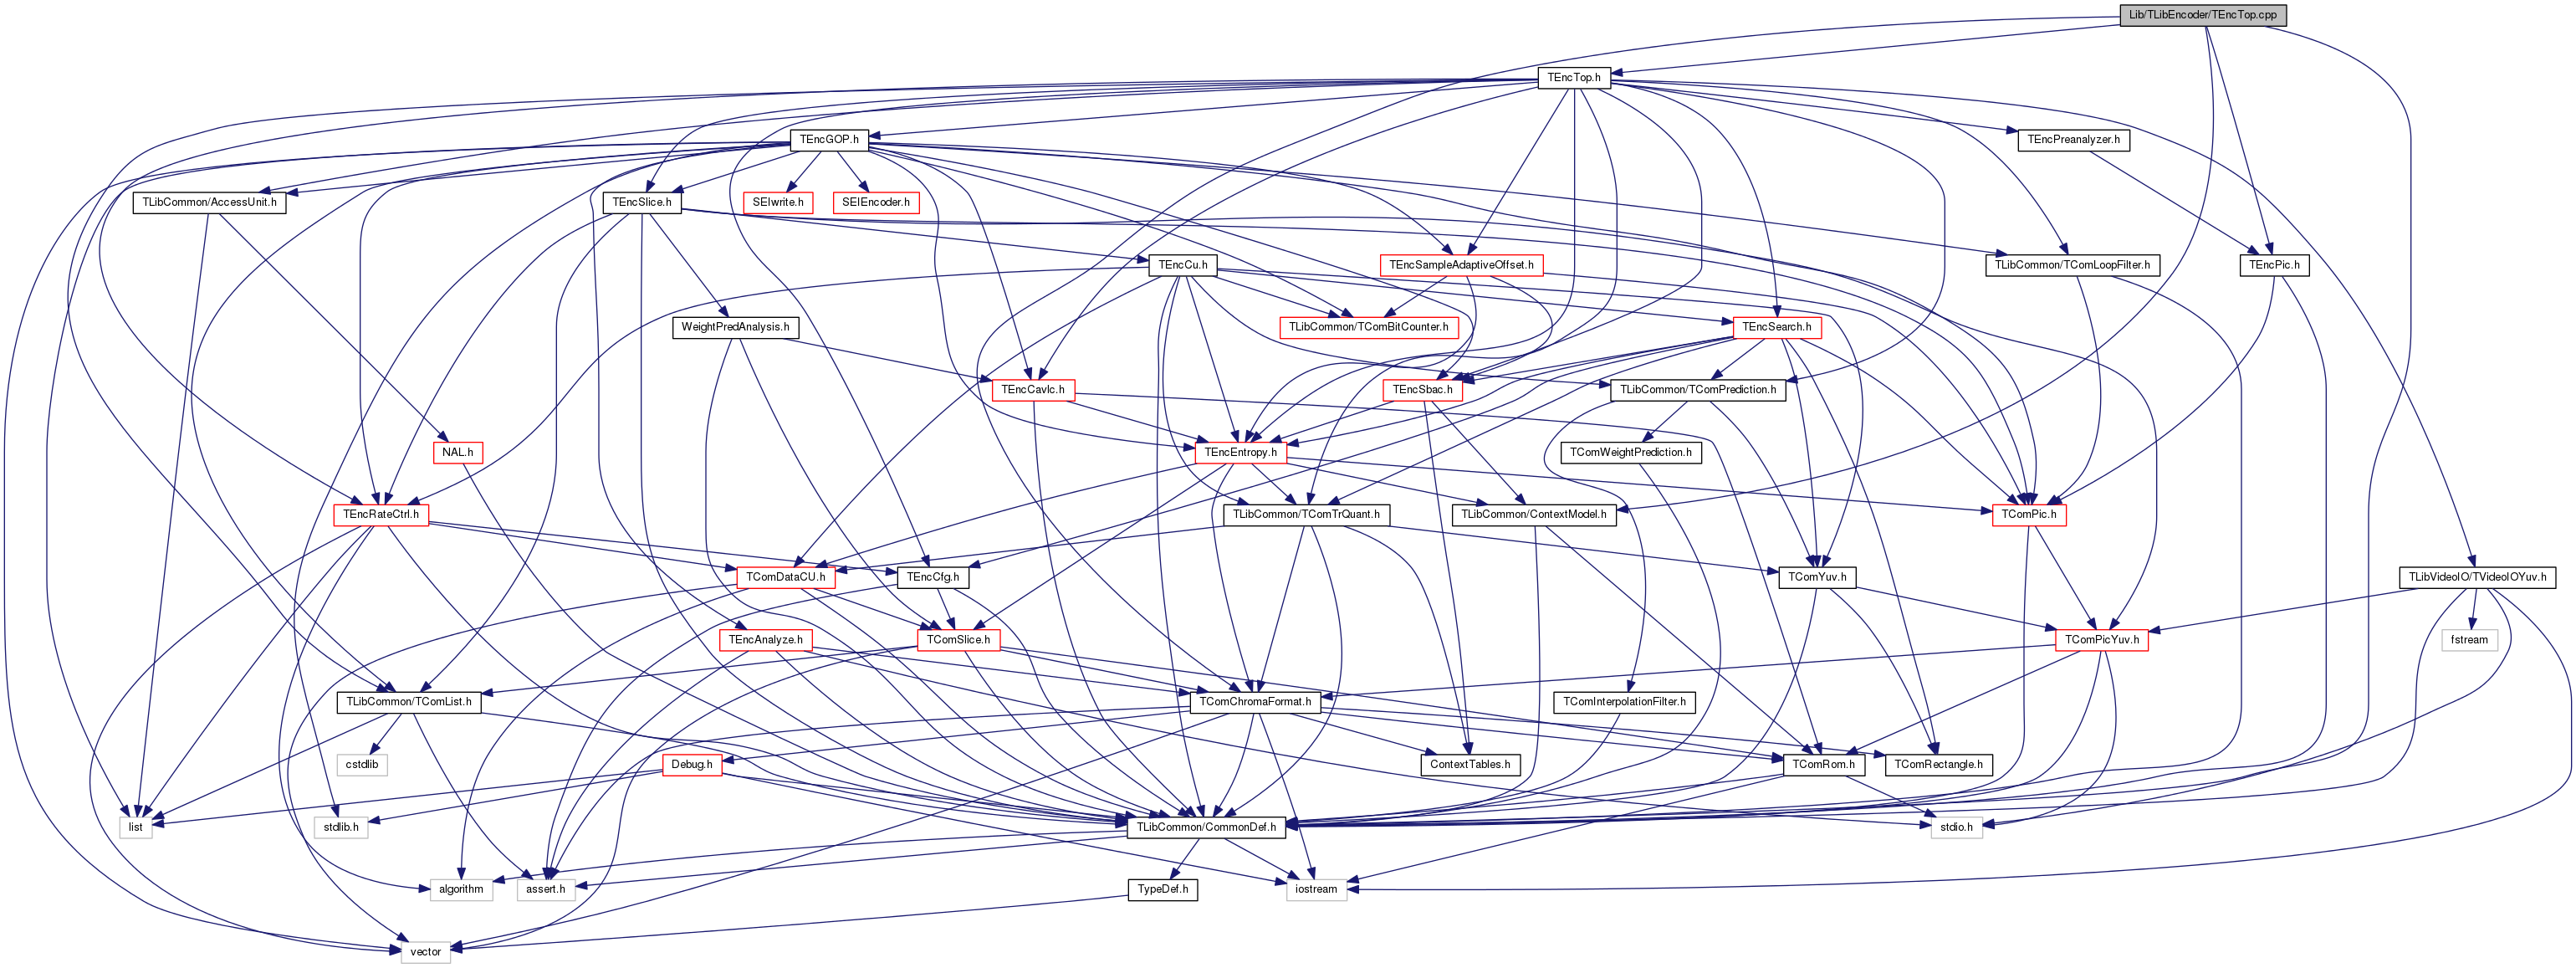 Lib/TLibEncoder/TEncTop.cpp
TEncTop.h
TEncGOP.h
TEncPreanalyzer.h
TLibCommon/AccessUnit.h
TEncSlice.h
SEIwrite.h
SEIEncoder.h
TEncCu.h
TEncSampleAdaptiveOffset.h
TLibCommon/TComLoopFilter.h
TEncPic.h
WeightPredAnalysis.h
TLibCommon/TComBitCounter.h
TEncSearch.h
TEncCavlc.h
TEncSbac.h
TLibCommon/TComPrediction.h
NAL.h
TEncEntropy.h
TComWeightPrediction.h
TEncRateCtrl.h
TLibCommon/TComTrQuant.h
TLibCommon/ContextModel.h
TComPic.h
TComDataCU.h
TEncCfg.h
TComYuv.h
TLibVideoIO/TVideoIOYuv.h
TEncAnalyze.h
TComSlice.h
TComPicYuv.h
fstream
TLibCommon/TComList.h
TComChromaFormat.h
TComInterpolationFilter.h
cstdlib
Debug.h
ContextTables.h
TComRom.h
TComRectangle.h
list
stdlib.h
TLibCommon/CommonDef.h
stdio.h
algorithm
assert.h
TypeDef.h
iostream
vector